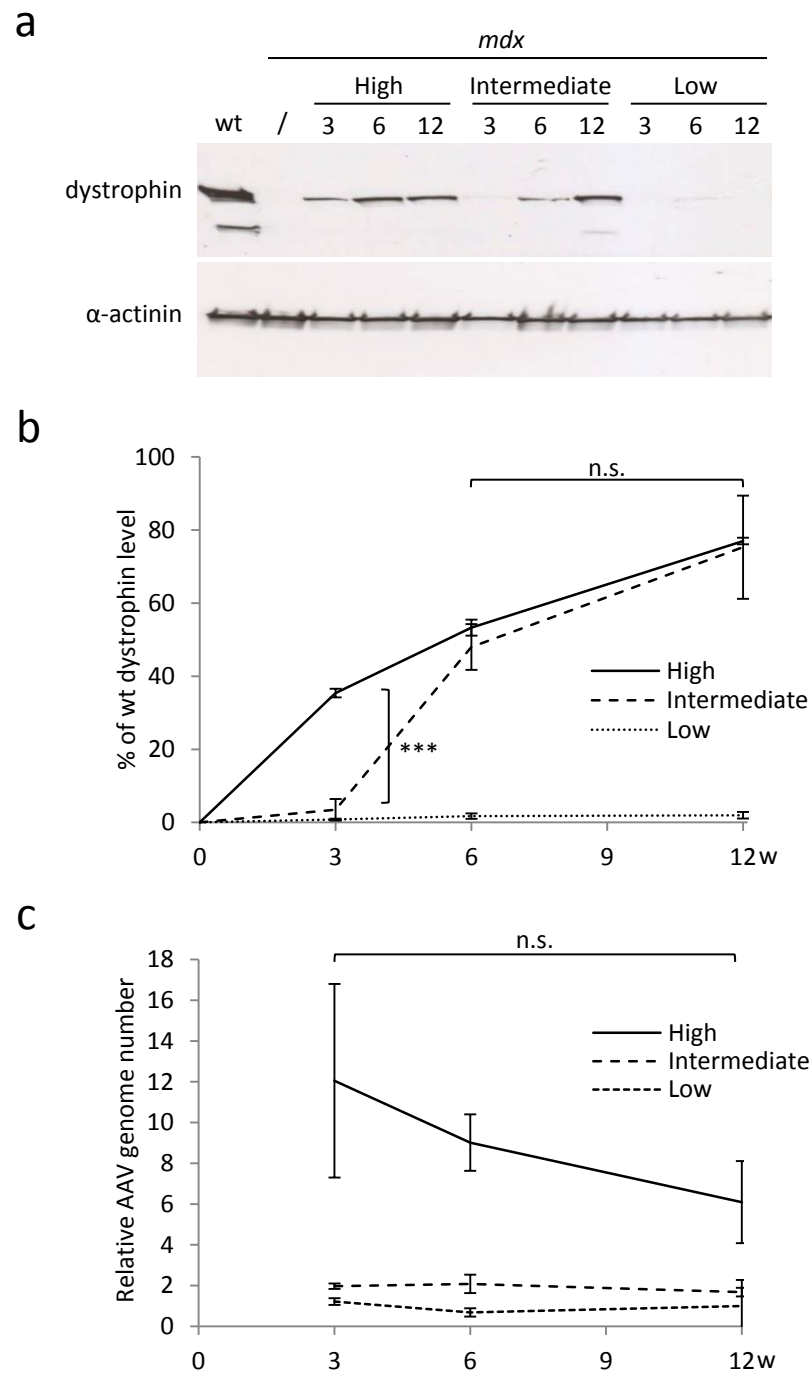 a
mdx
High Intermediate Low
wt / 3 6 12 3 6 12 3 6 12
dystrophin
α-actinin
b
% of wt dystrophin level
100
80
60
40
20
0
n.s.
***
High
Intermediate
Low
0 3 6 9 12w
c
Relative AAV genome number
18
16
14
12
10
8
6
4
2
0
n.s.
High
Intermediate
Low
0 3 6 9 12w